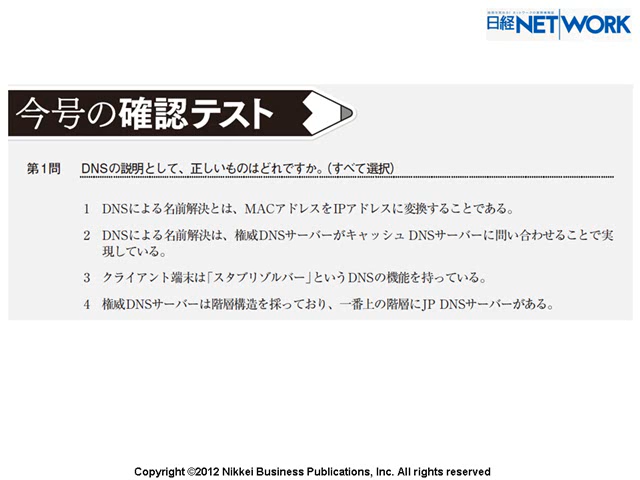 日経NETWORK
今号の確認テスト
第1問 DNSの説明として、正しいものはどれですか。(すべて選択)
1 DNSによる名前解決とは、MACアドレスをIPアドレスに変換することである。
2 DNSによる名前解決は、権威DNSサーバーがキャッシュDNSサーバーに問い合わせることで実
現している。
3 クライアント端末は「スタブリゾルバー」というDNSの機能を持っている。
4 権威DNSサーバーは階層構造を採っており、一番上の階層にJP DNSサーバーがある。
Copyright ©2012 Nikkei Business Publications, Inc. All rights reserved